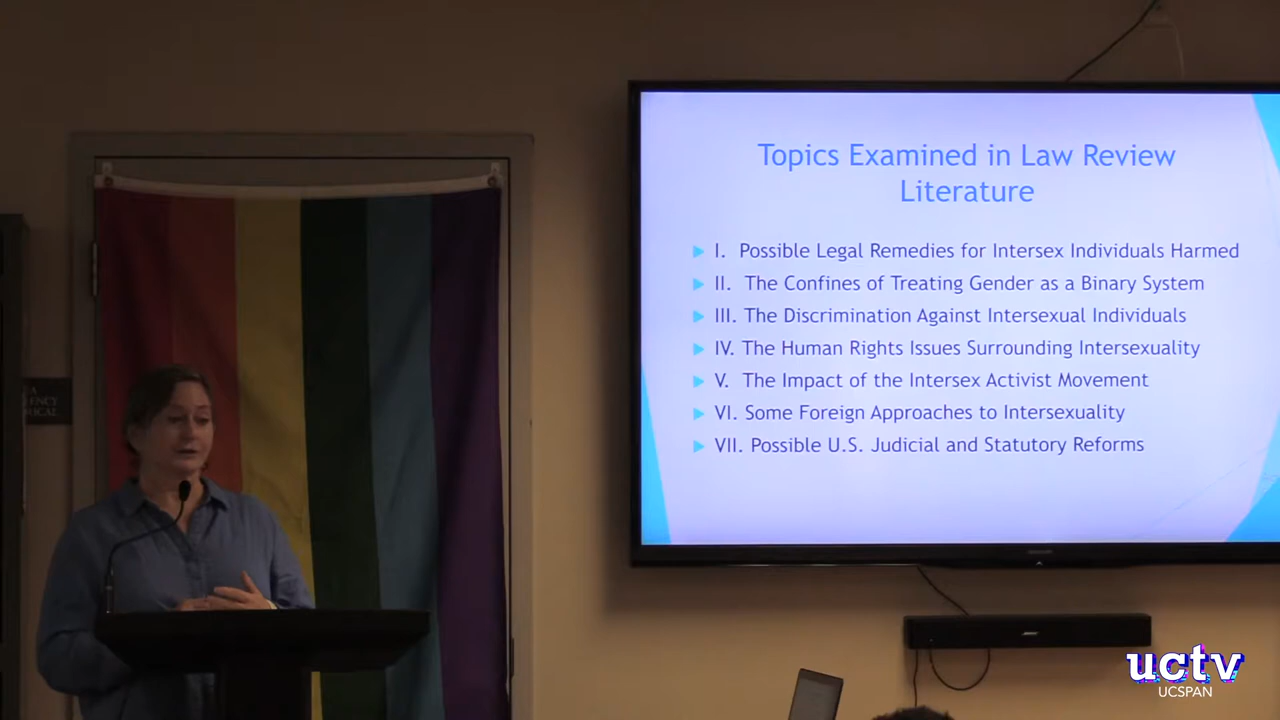 Topics Examined in Law Review
Literature
I. Possible Legal Remedies for Intersex Individuals Harmed
II. The Confines of Treating Gender as a Binary System
III. The Discrimination Against Intersexual Individuals
IV. The Human Rights Issues Surrounding Intersexuality
V. The Impact of the Intersex Activist Movement
VI. Some Foreign Approaches to Intersexuality
VII. Possible U.S. Judicial and Statutory Reforms
uctv
UCSPAN